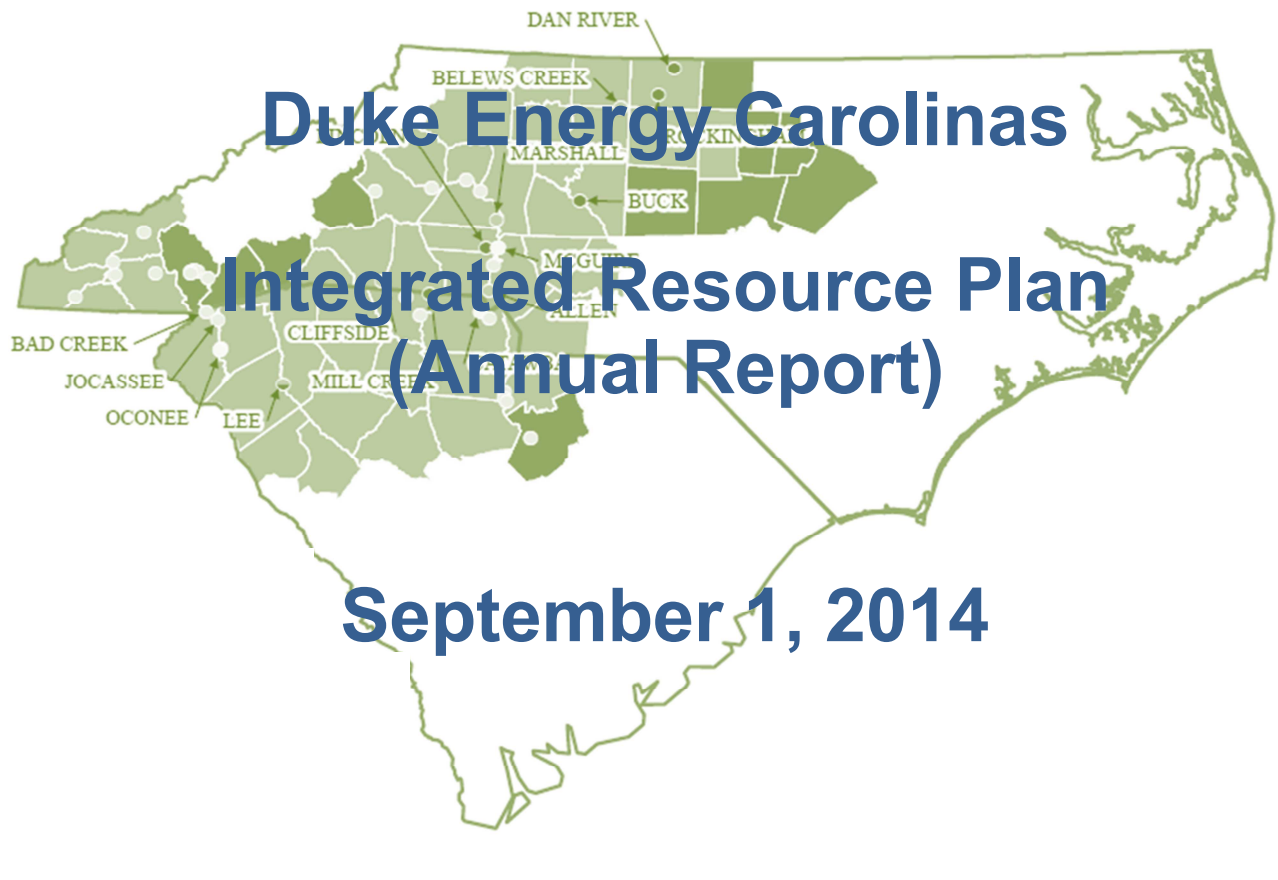 DAN RIVER
BELEWS CREEK
Duke Energy Carolinas
MARSHALL
BUCK
MCGUIRE
Integrated Resource Plan
ALLEN
CLIFFSIDE
BAD CREEK
(Annual Report)
JOCASSEE
MILL CREEK
OCONEE
LEE
September 1, 2014